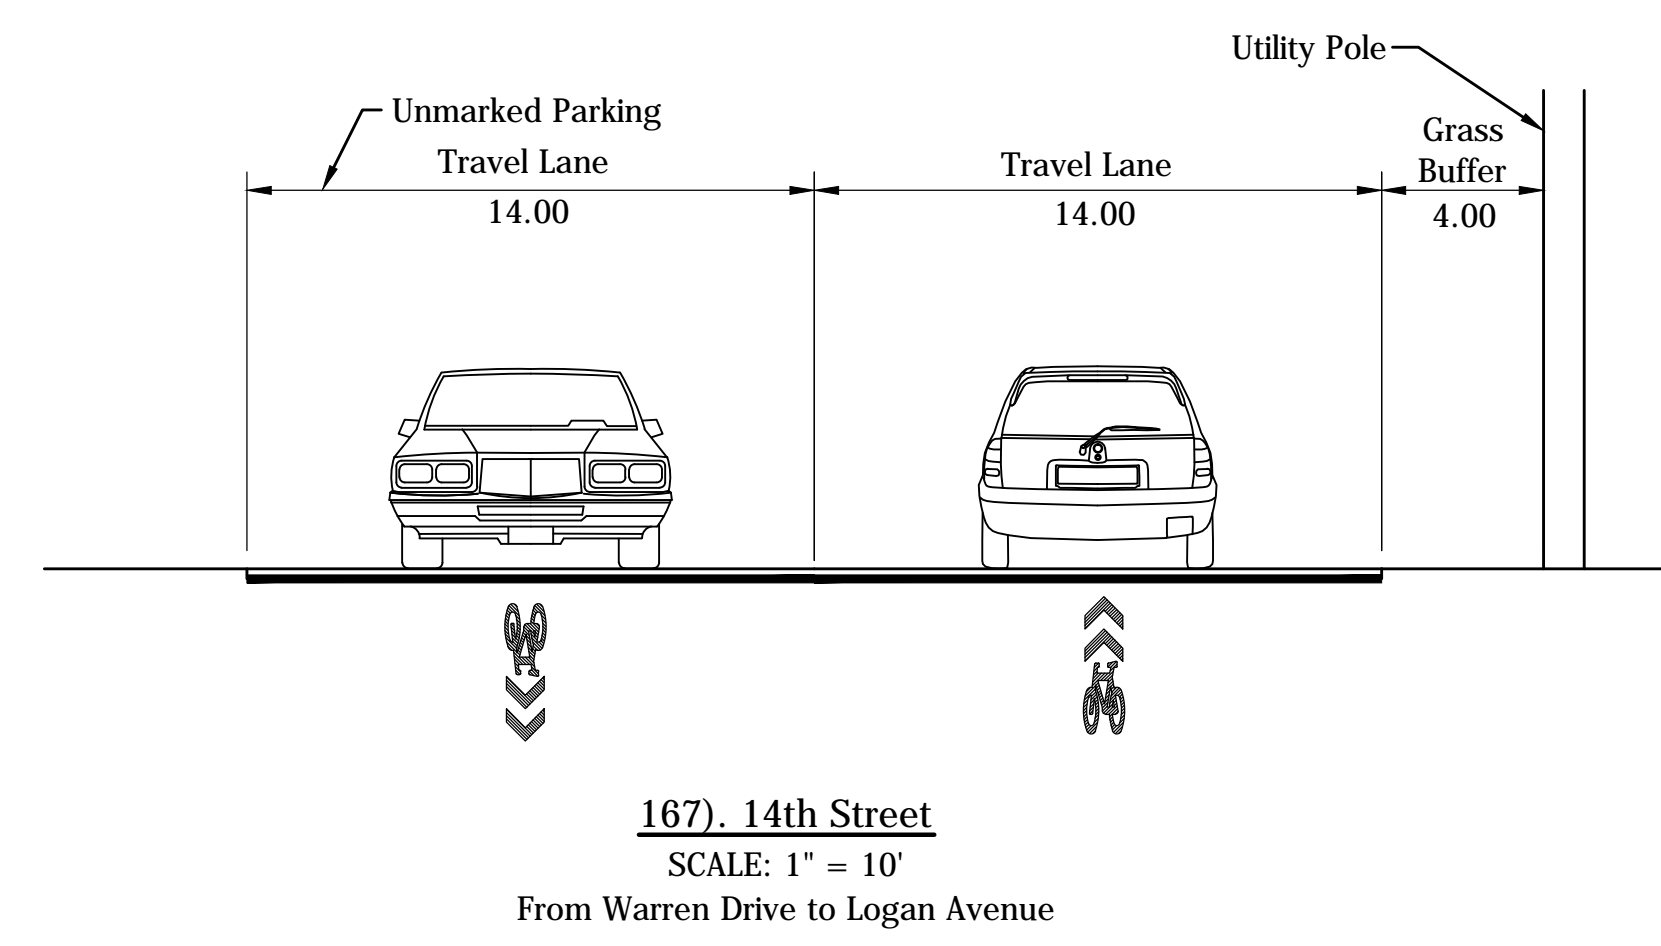 Utility Pole
Unmarked Parking
Travel Lane
14.00
Travel Lane
14.00
Grass
Buffer
4.00
167). 14th Street
SCALE: 1" = 10'
From Warren Drive to Logan Avenue